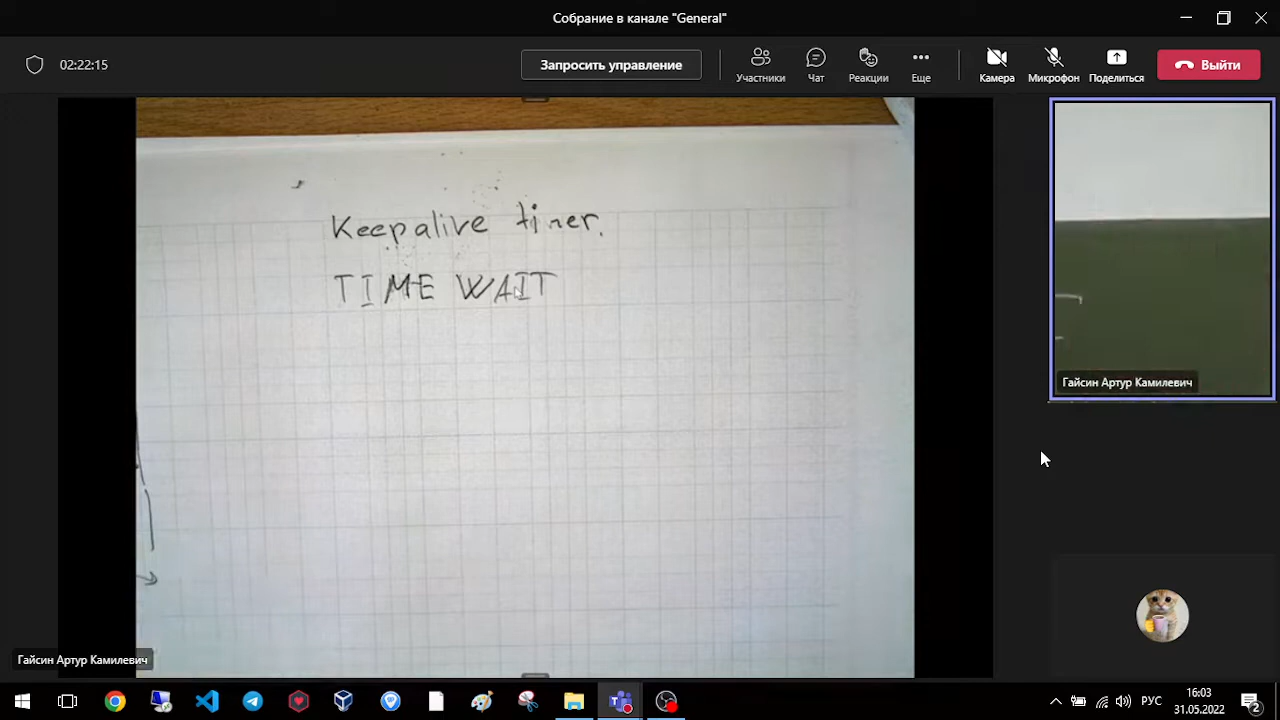 Собрание в канале "General"
02:22:15
Запросить управление
Участники
Чат
Реакции
Еще
Камера
Микрофон
Поделиться
Выйти
Keepalive timer.
TIME WAIT
Гайсин Артур Камилевич
Гайсин Артур Камилевич
РУС
16:03
31.05.2022
2